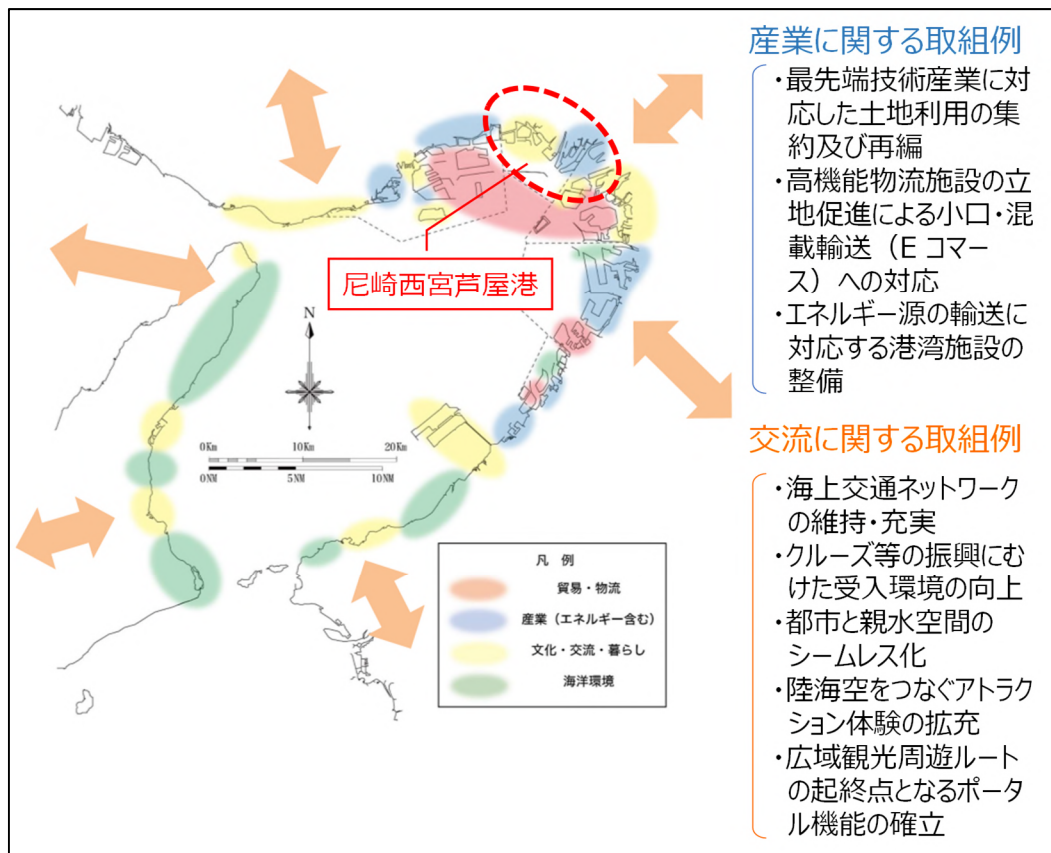 産業に関する取組例
・最先端技術産業に対
応した土地利用の集
約及び再編
・高機能物流施設の立
地促進による小口・混
載輸送（E コマー
ス）への対応
・エネルギー源の輸送に
対応する港湾施設の
整備
交流に関する取組例
・海上交通ネットワーク
の維持・充実
・クルーズ等の振興にむ
けた受入環境の向上
・都市と親水空間の
シームレス化
・陸海空をつなぐアトラク
ション体験の拡充
・広域観光周遊ルート
の起終点となるポータ
ル機能の確立
尼崎西宮芦屋港
N
0Km 10Km 20Km
0NM 5NM 10NM
凡 例
貿易・物流
産業（エネルギー含む）
文化・交流・暮らし
海洋環境